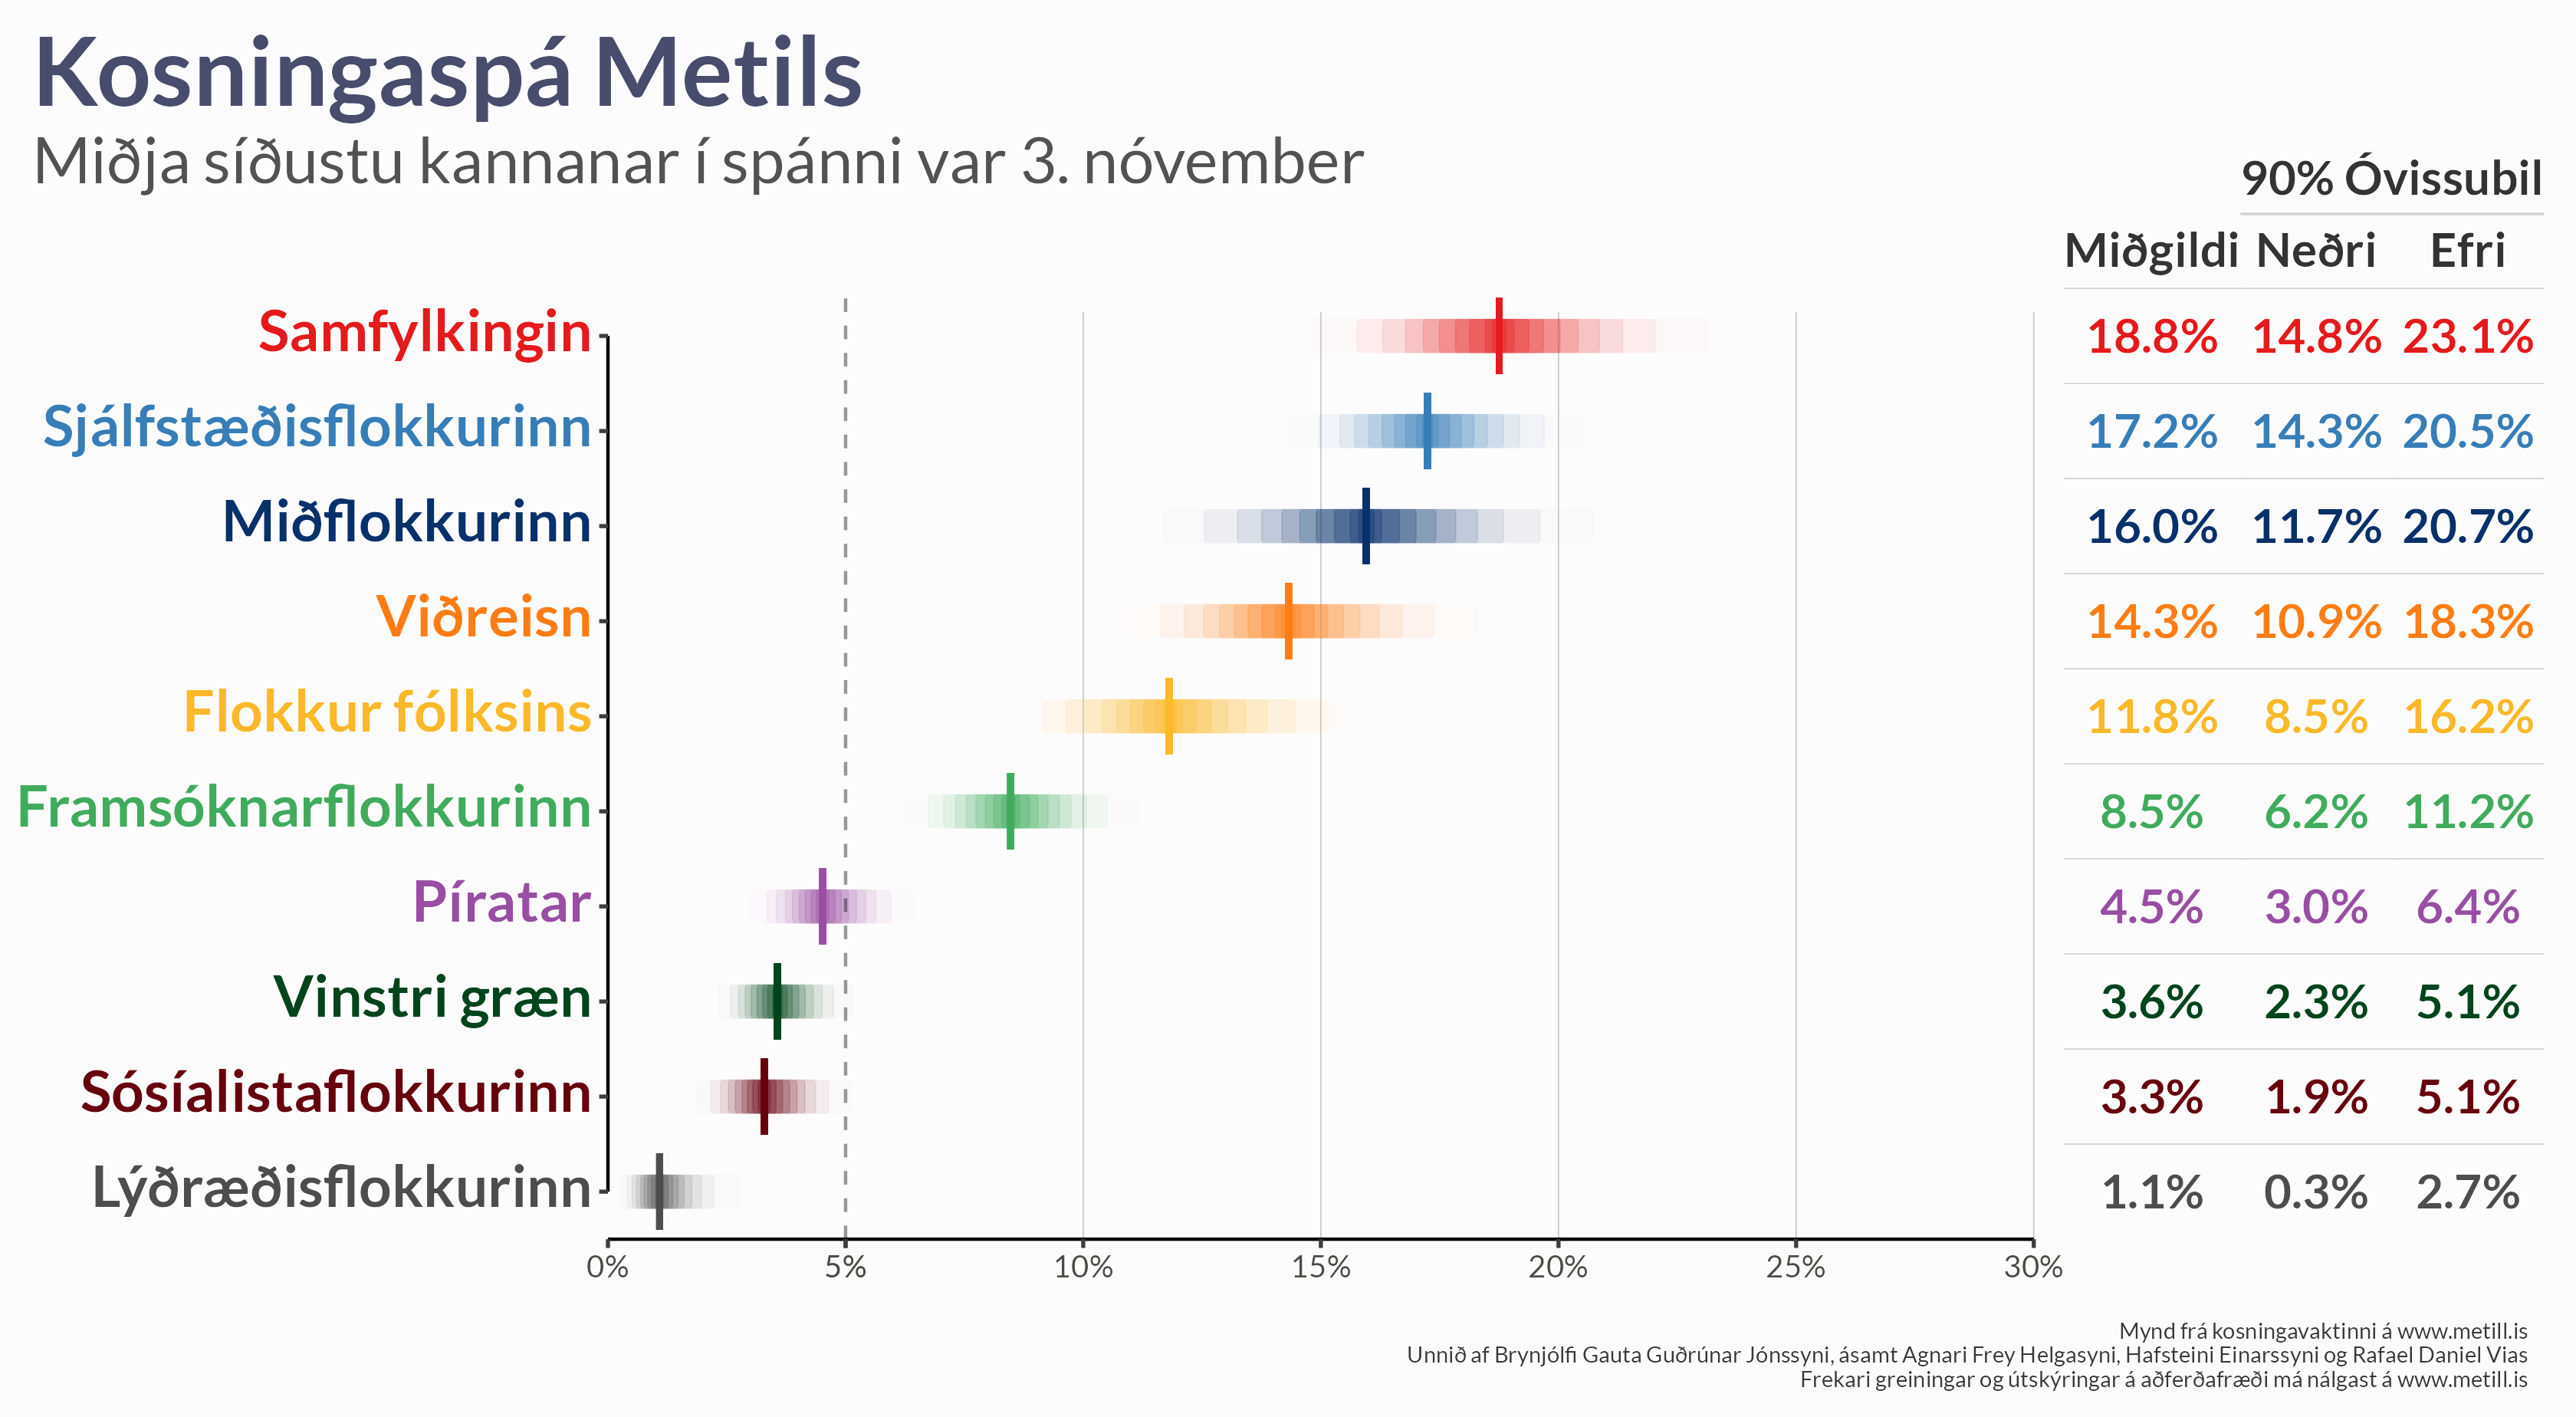 Kosningaspá Metils
Miðja síðustu kannanar í spánni var 3. nóvember
90% Óvissubil
Miðgildi Neðri Efri
Samfylkingin 18.8% 14.8% 23.1%
Sjálfstæðisflokkurinn 17.2% 14.3% 20.5%
Miðflokkurinn 16.0% 11.7% 20.7%
Viðreisn 14.3% 10.9% 18.3%
Flokkur fólksins 11.8% 8.5% 16.2%
Framsóknarflokkurinn 8.5% 6.2% 11.2%
Píratar 4.5% 3.0% 6.4%
Vinstri græn 3.6% 2.3% 5.1%
Sósíalistaflokkurinn 3.3% 1.9% 5.1%
Lýðræðisflokkurinn 1.1% 0.3% 2.7%
0% 5% 10% 15% 20% 25% 30%
Mynd frá kosningavaktinni á www.metill.is
Unnið af Brynjólfi Gauta Guðrúnar Jónssyni, ásamt Agnari Frey Helgasyni, Hafsteini Einarssyni og Rafael Daniel Vias
Frekari greiningar og útskýringar á aðferðafræði má nálgast á www.metill.is